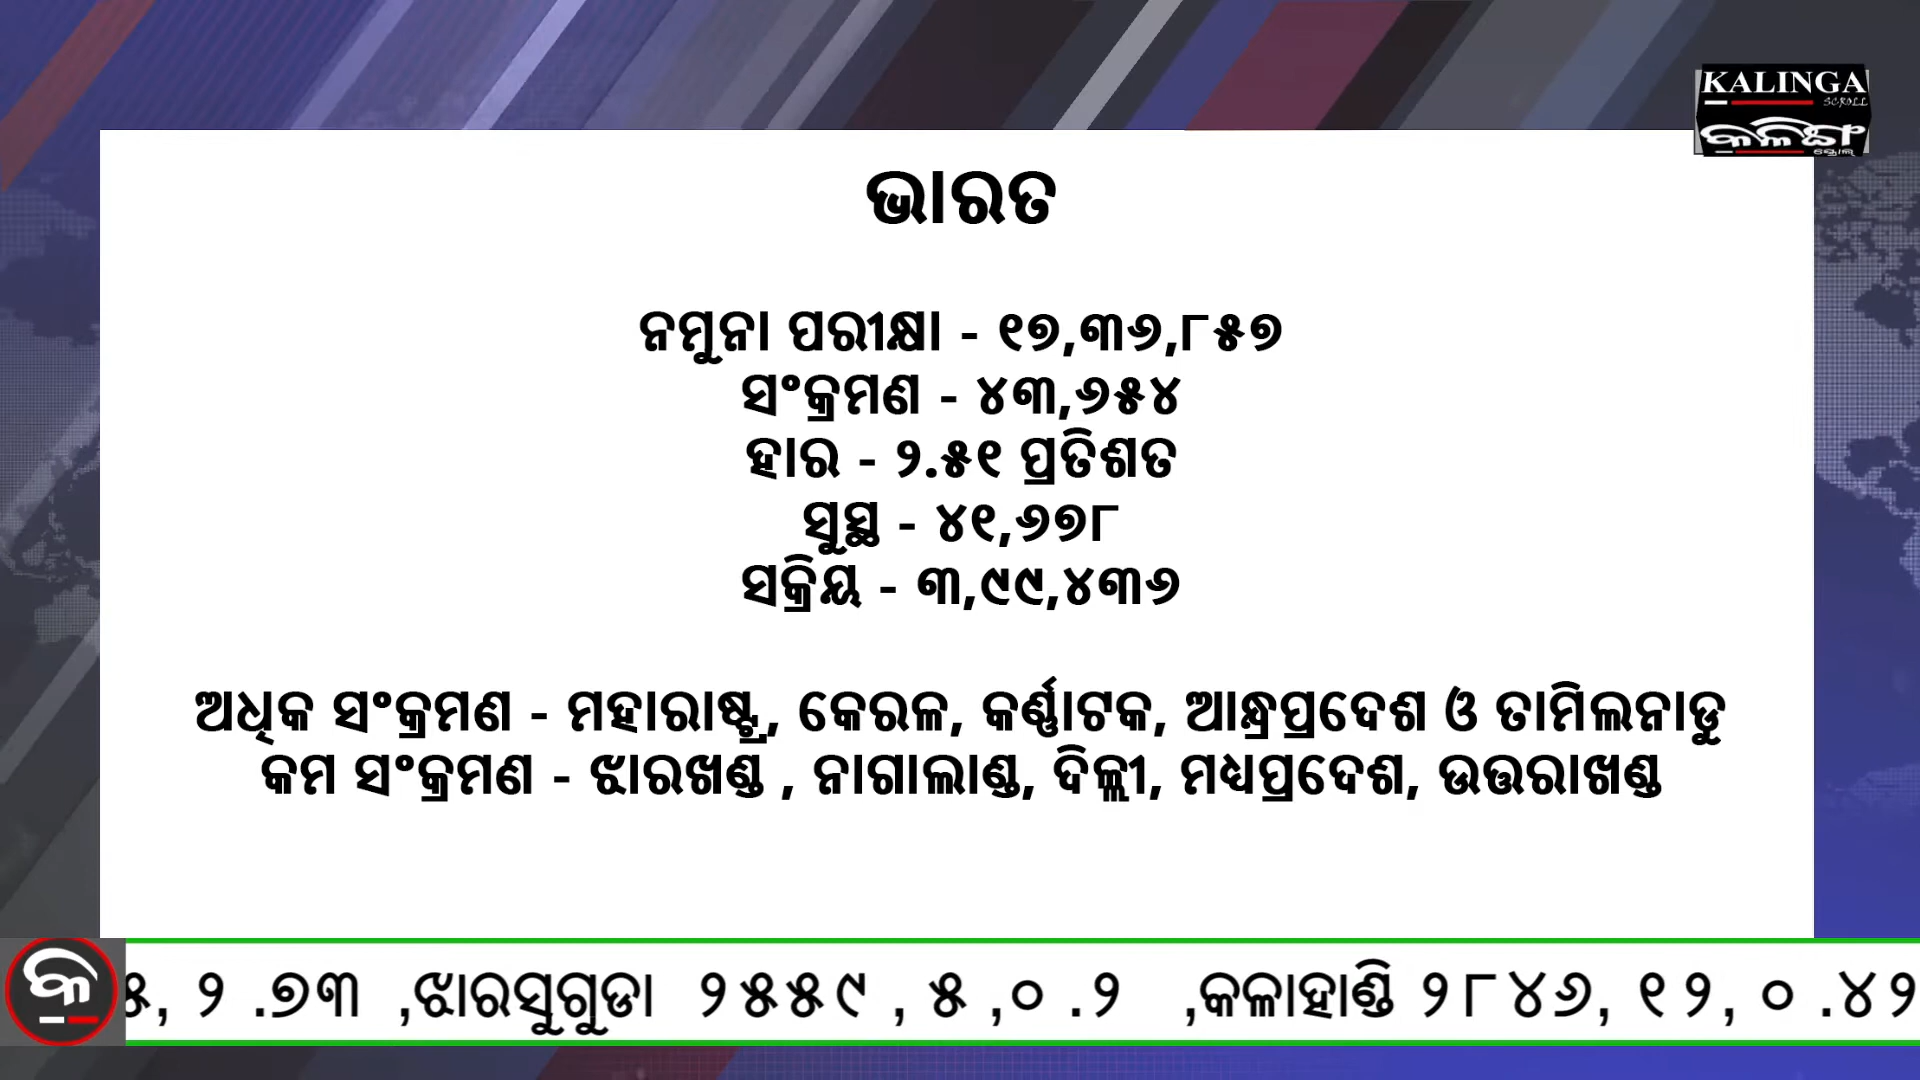 KALINGA
SCROLL
କଳିଙ୍ଗ
ସ୍କ୍ରୋଲ୍
ଭାରତ
ନମୁନା ପରୀକ୍ଷା - ୧୭,୩୬,୮୫୭
ସଂକ୍ରମଣ - ୪୩,୬୫୪
ହାର - ୨.୫୧ ପ୍ରତିଶତ
ସୁସ୍ଥ - ୪୧,୬୭୮
ସକ୍ରିୟ - ୩,୯୯,୪୩୬
ଅଧିକ ସଂକ୍ରମଣ - ମହାରାଷ୍ଟ୍ର, କେରଳ, କର୍ଣ୍ଣାଟକ, ଆନ୍ଧ୍ରପ୍ରଦେଶ ଓ ତାମିଲନାଡୁ
କମ ସଂକ୍ରମଣ - ଝାରଖଣ୍ଡ , ନାଗାଲାଣ୍ଡ, ଦିଲ୍ଲୀ, ମଧ୍ୟପ୍ରଦେଶ, ଉତ୍ତରାଖଣ୍ଡ
କ
୫, ୨ .୭୩ ,ଝାରସୁଗୁଡା ୨୫୫୯ , ୫ ,୦ .୨ ,କଳାହାଣ୍ଡି ୨୮୪୬, ୧୨, ୦ .୪୨